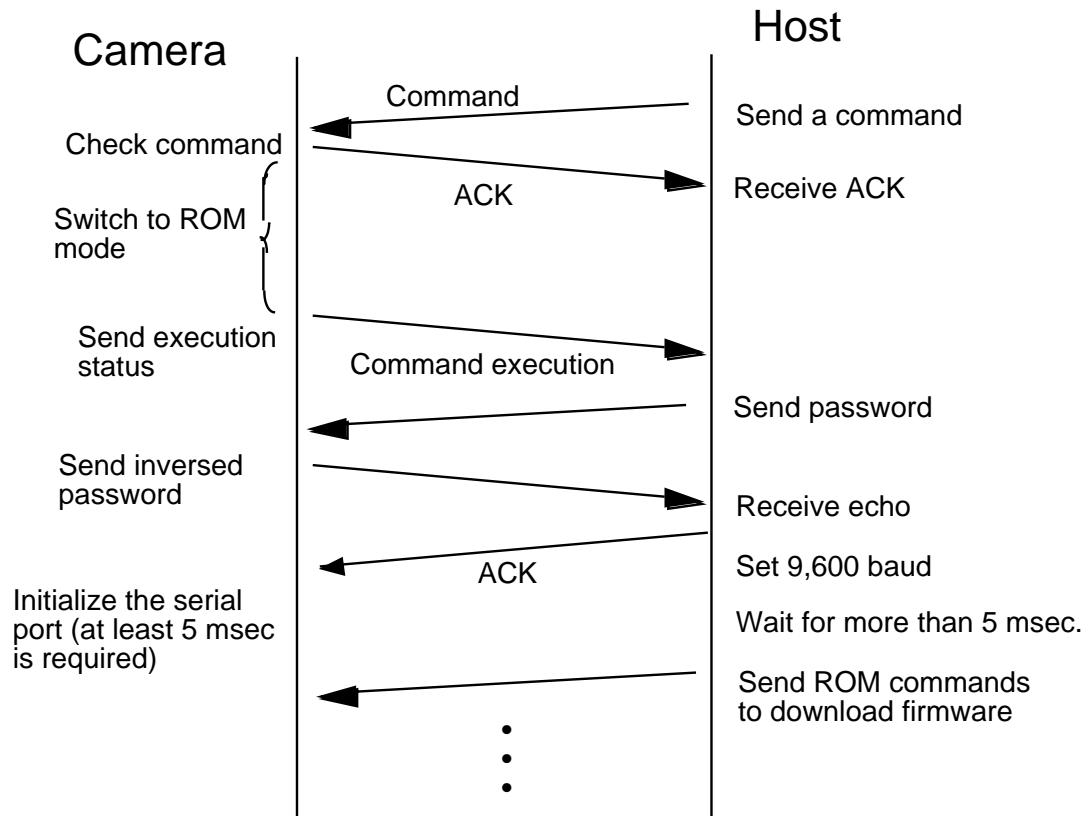 Camera
Host
Command
Send a command
Check command
ACK
Receive ACK
Switch to ROM
mode
Send execution
status
Command execution
Send password
Send inversed
password
Receive echo
ACK
Set 9,600 baud
Initialize the serial
port (at least 5 msec
is required)
Wait for more than 5 msec.
Send ROM commands
to download firmware